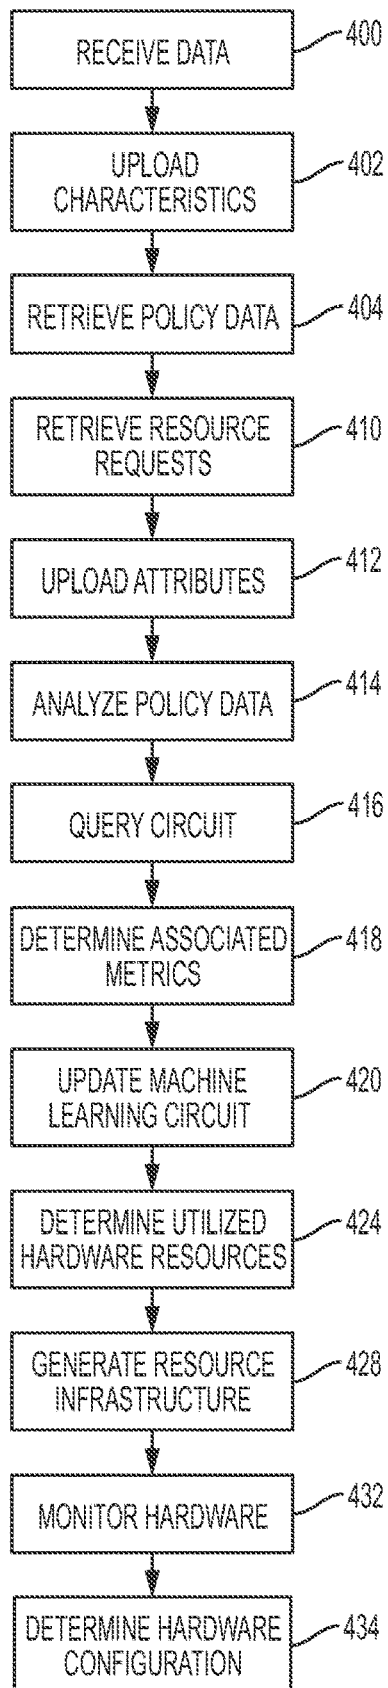 RECEIVE DATA
400
UPLOAD
CHARACTERISTICS
402
RETRIEVE POLICY DATA
404
RETRIEVE RESOURCE
REQUESTS
410
UPLOAD ATTRIBUTES
412
ANALYZE POLICY DATA
414
QUERY CIRCUIT
416
DETERMINE ASSOCIATED
METRICS
418
UPDATE MACHINE
LEARNING CIRCUIT
420
DETERMINE UTILIZED
HARDWARE RESOURCES
424
GENERATE RESOURCE
INFRASTRUCTURE
428
MONITOR HARDWARE
432
DETERMINE HARDWARE
CONFIGURATION
434